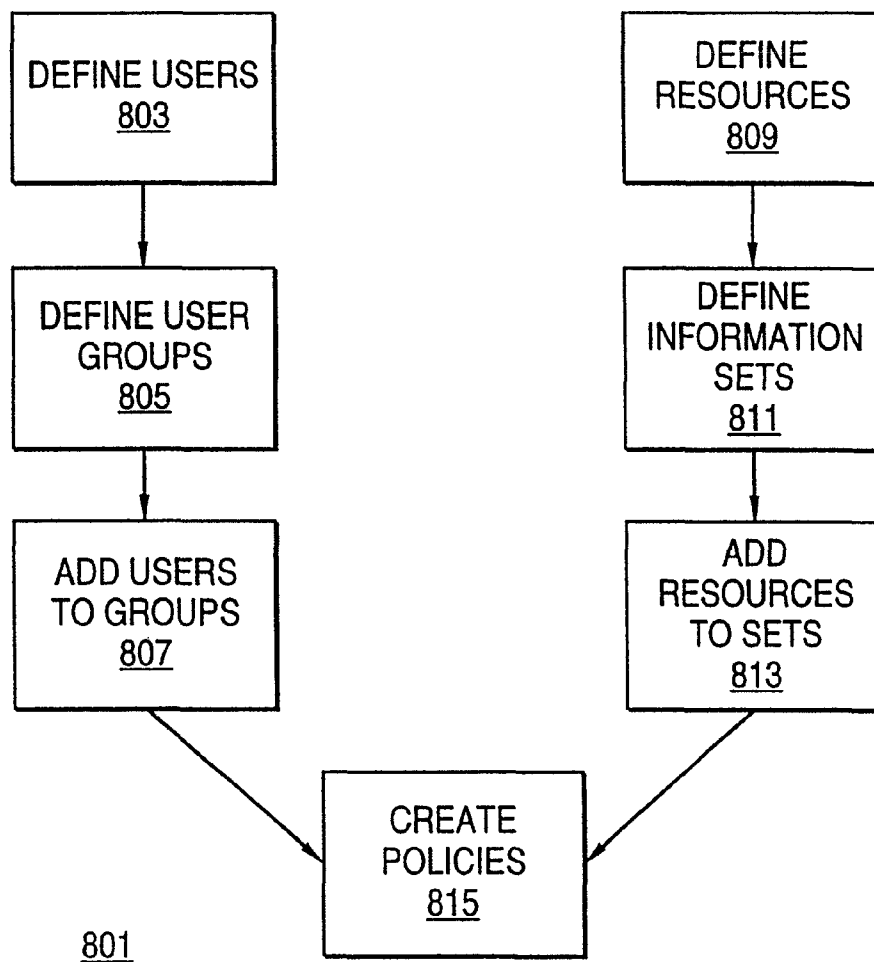 DEFINE USERS
803
DEFINE USER
GROUPS
805
ADD USERS
TO GROUPS
807
DEFINE
RESOURCES
809
DEFINE
INFORMATION
SETS
811
ADD
RESOURCES
TO SETS
813
CREATE
POLICIES
815
801